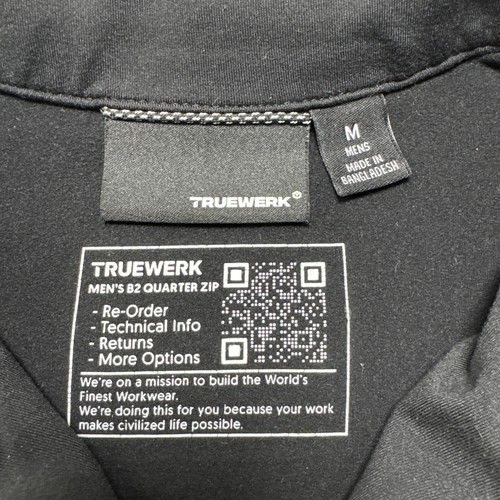 M
MENS
MADE IN
BANGLADESH
TRUEWERK®
TRUEWERK
MEN'S B2 QUARTER ZIP
- Re-Order
- Technical Info
- Returns
- More Options
We're on a mission to build the World's
Finest Workwear.
We're doing this for you because your work
makes civilized life possible.